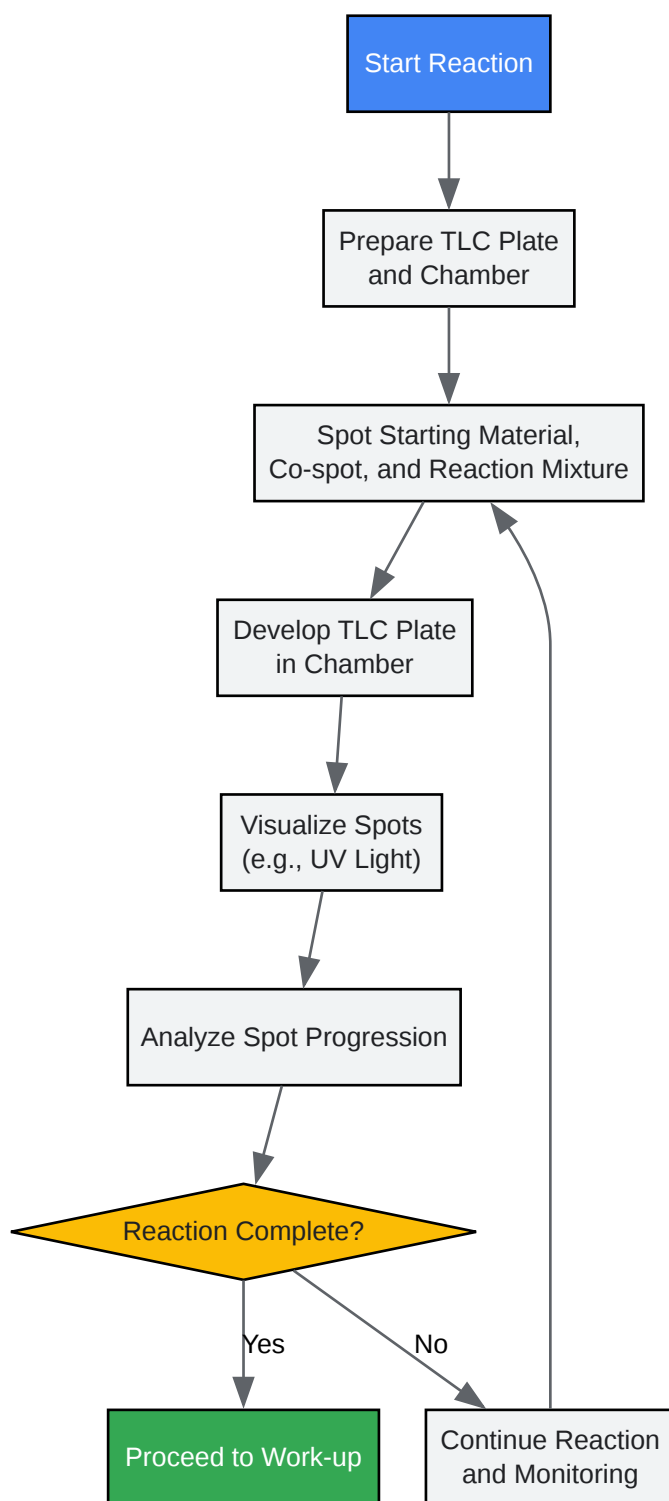 Start Reaction
Prepare TLC Plate
and Chamber
Spot Starting Material,
Co-spot, and Reaction Mixture
Develop TLC Plate
in Chamber
Visualize Spots
(e.g., UV Light)
Analyze Spot Progression
Reaction Complete?
Yes
No
Proceed to Work-up
Continue Reaction
and Monitoring